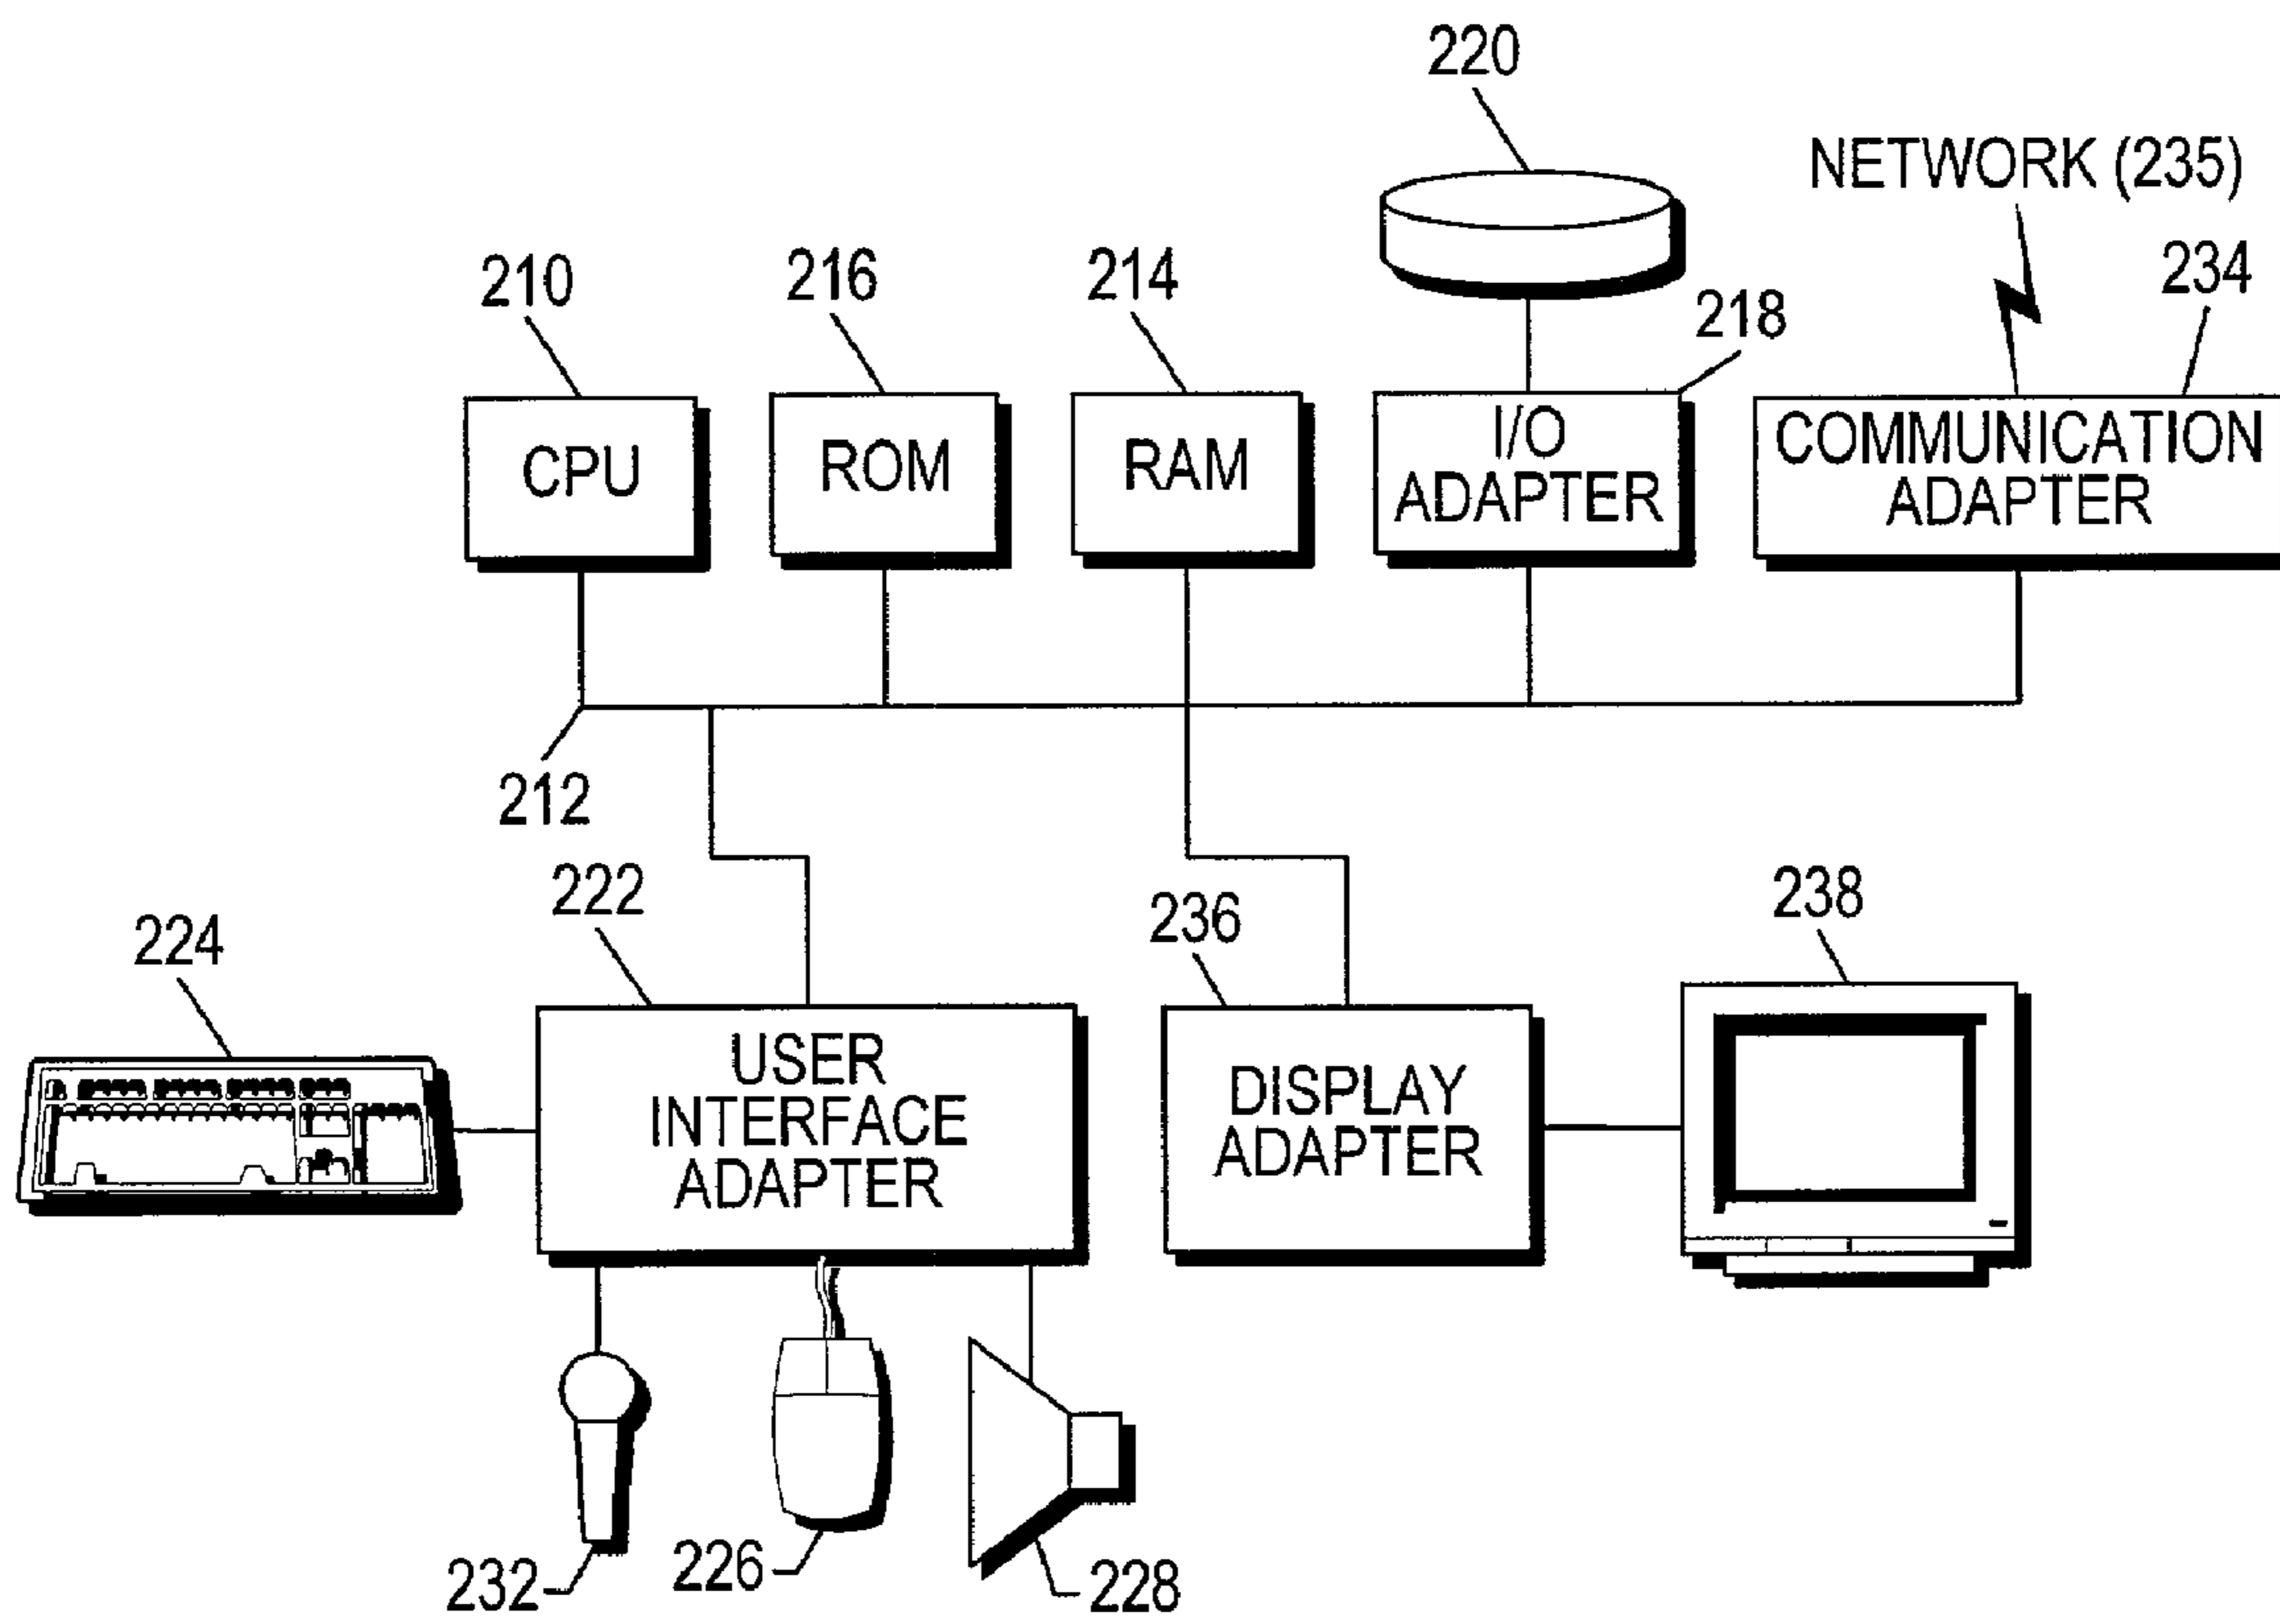 220
NETWORK (235)
210
216
214
218
234
CPU
ROM
RAM
I/O
ADAPTER
COMMUNICATION
ADAPTER
212
222
236
238
224
USER
INTERFACE
ADAPTER
DISPLAY
ADAPTER
232
226
228